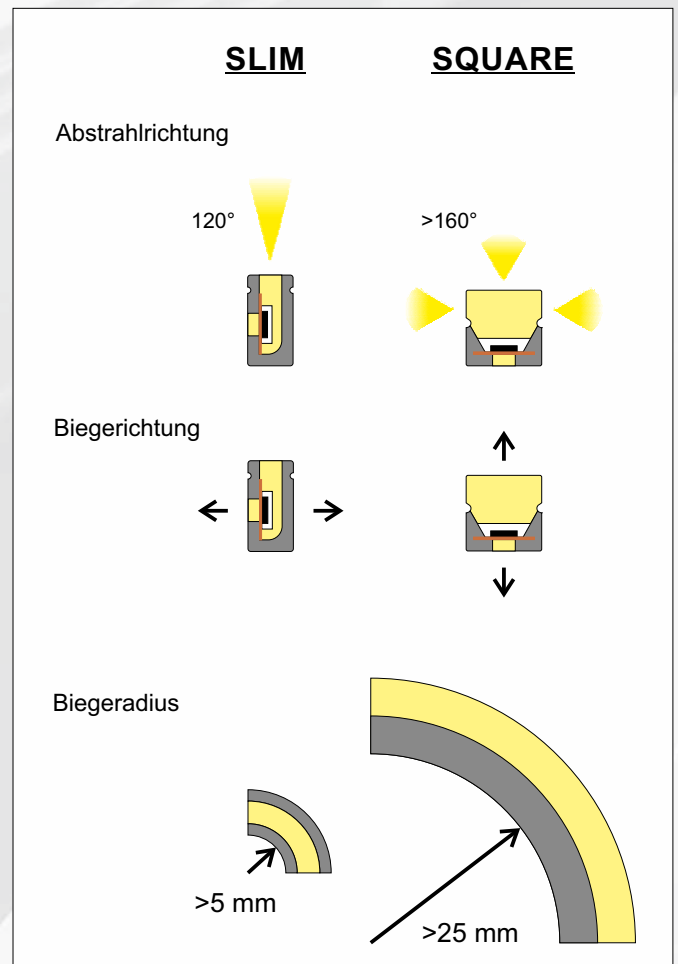 SLIM SQUARE
Abstrahlrichtung
120° >160°
Biegerichtung
Biegeradius
>5 mm
>25 mm